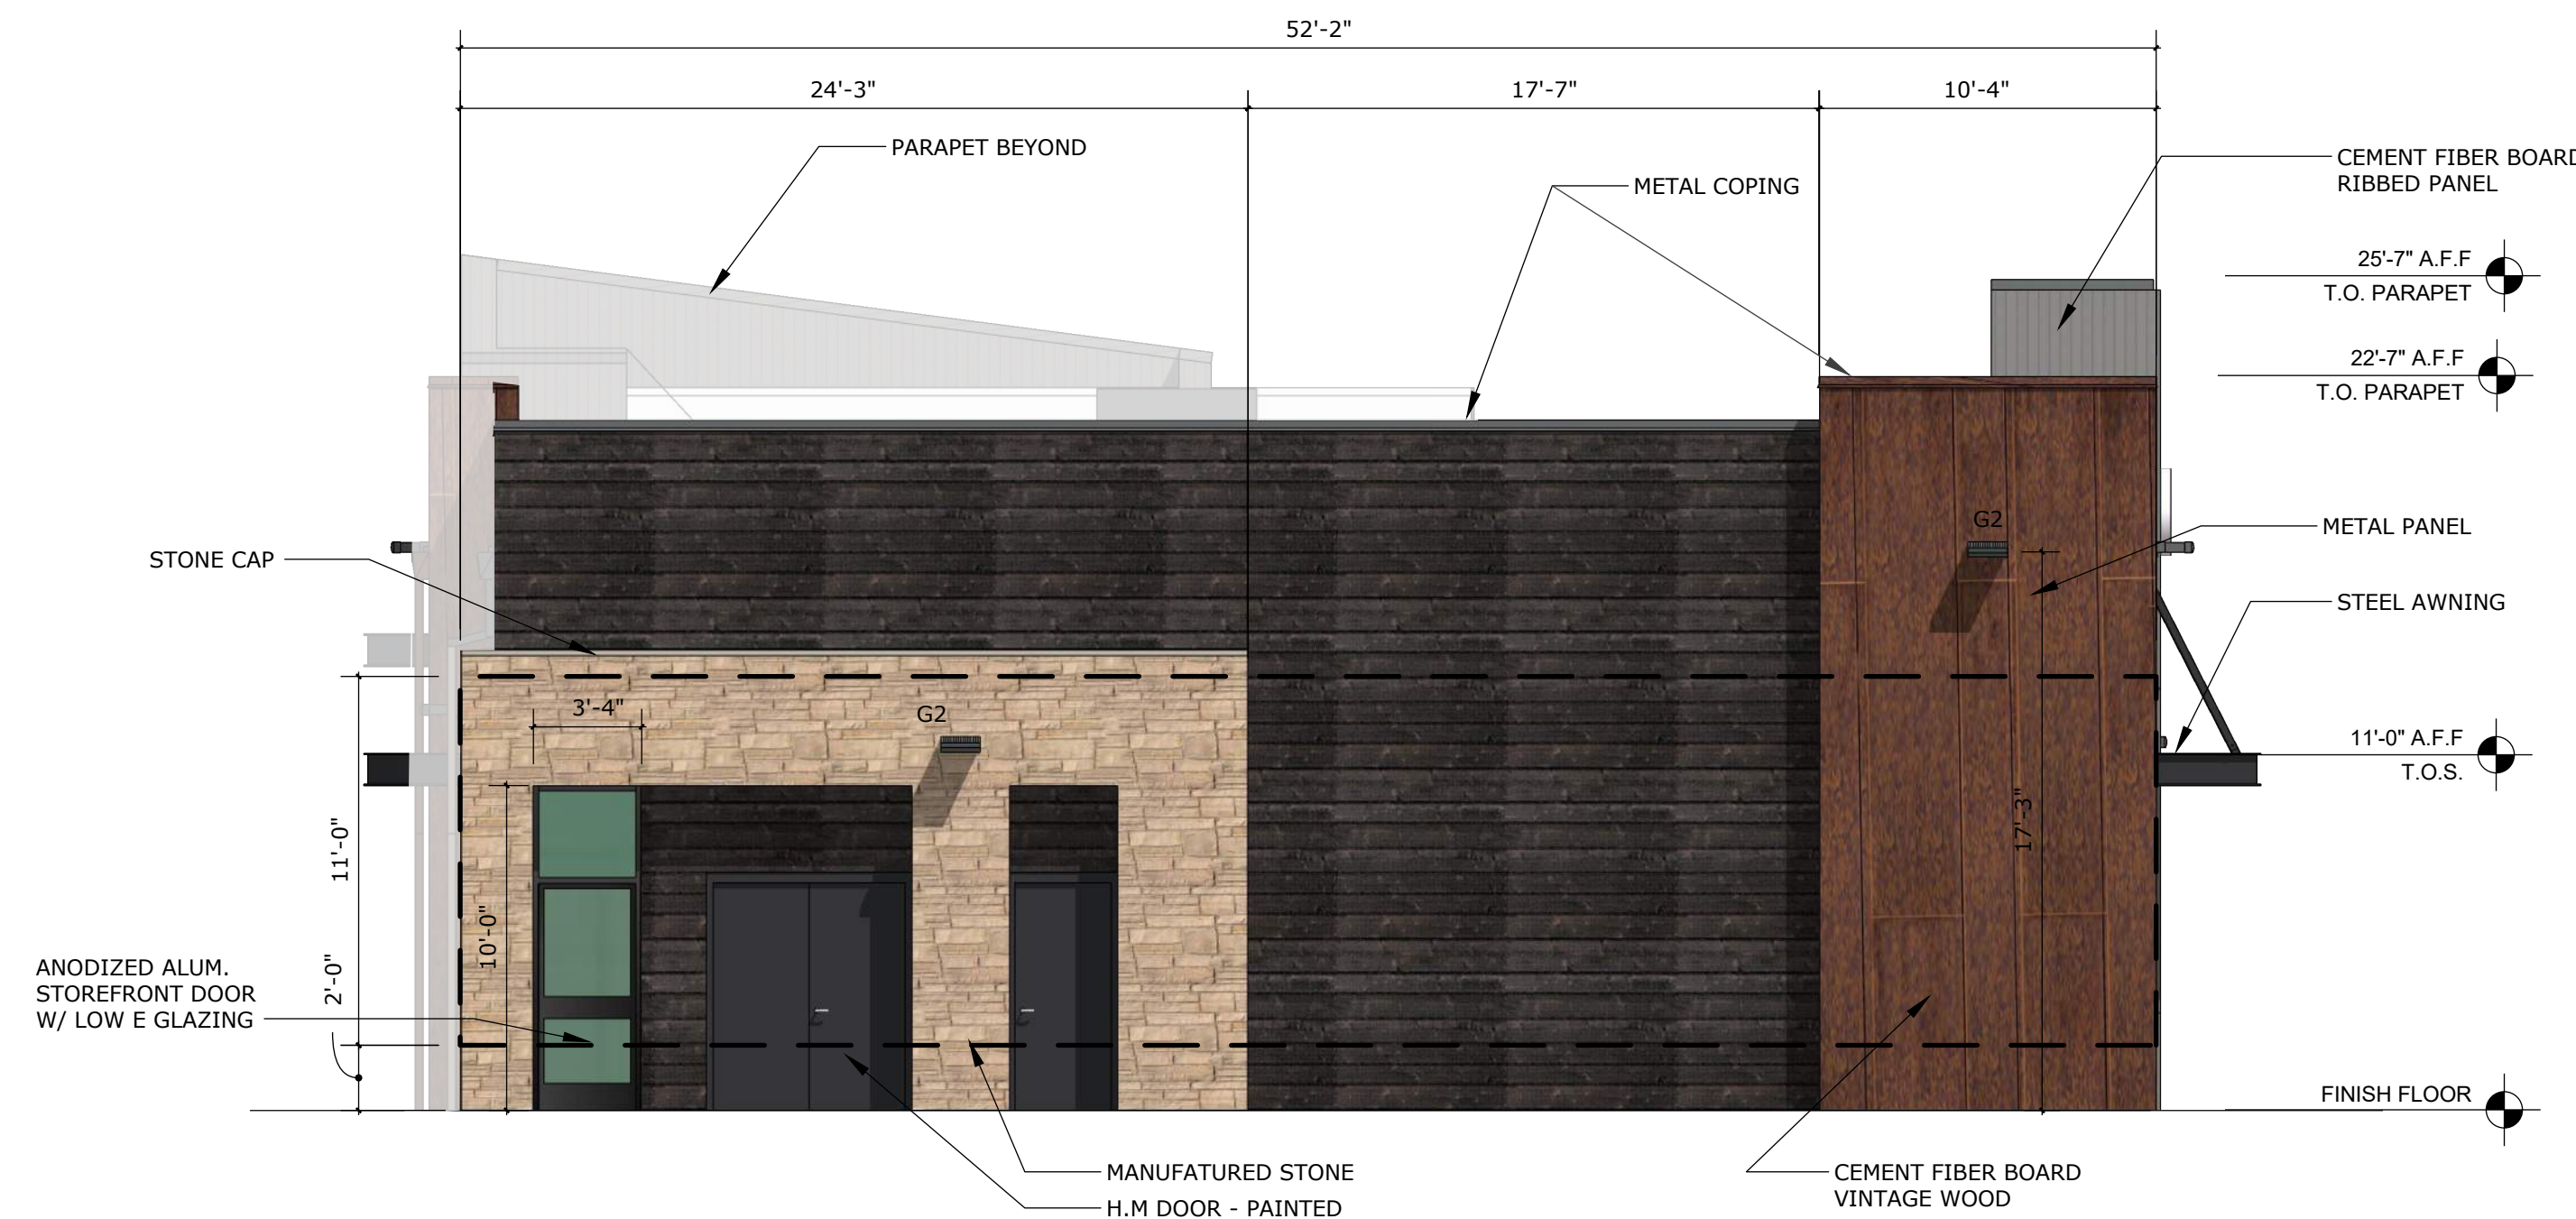 52'-2"
24'-3"
17'-7"
10'-4"
PARAPET BEYOND
METAL COPING
CEMENT FIBER BOARD
RIBBED PANEL
25'-7" A.F.F
T.O. PARAPET
22'-7" A.F.F
T.O. PARAPET
G2
METAL PANEL
STONE CAP
STEEL AWNING
3'-4"
G2
11'-0" A.F.F
T.O.S.
17'-3"
11'-0"
10'-0"
2'-0"
ANODIZED ALUM.
STOREFRONT DOOR
W/ LOW E GLAZING
FINISH FLOOR
MANUFATURED STONE
H.M DOOR - PAINTED
CEMENT FIBER BOARD
VINTAGE WOOD